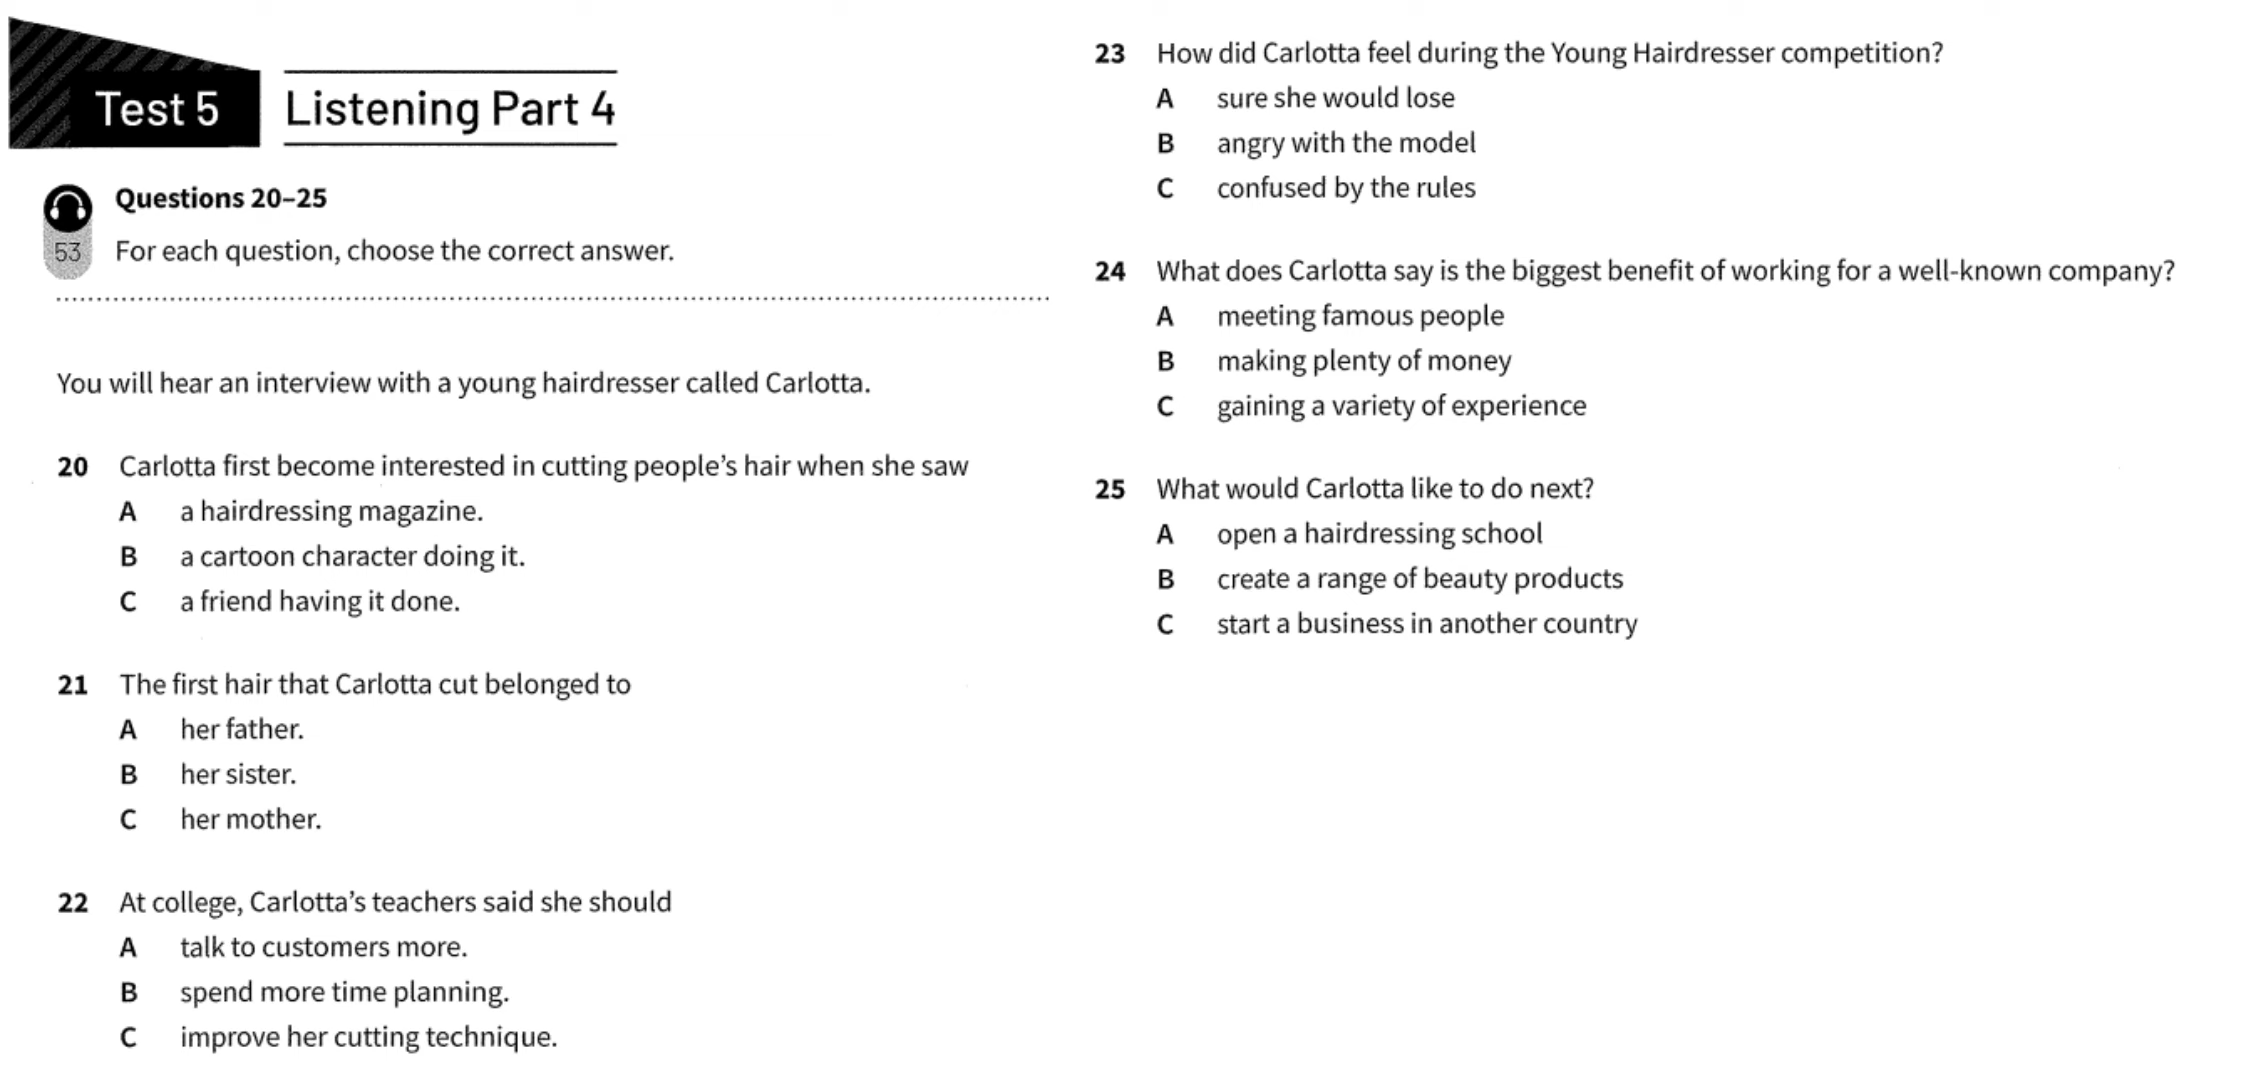 Test 5
Listening Part 4
Questions 20–25
53
For each question, choose the correct answer.
You will hear an interview with a young hairdresser called Carlotta.
20 Carlotta first become interested in cutting people's hair when she saw
A a hairdressing magazine.
B a cartoon character doing it.
C a friend having it done.
21 The first hair that Carlotta cut belonged to
A her father.
B her sister.
C her mother.
22 At college, Carlotta's teachers said she should
A talk to customers more.
B spend more time planning.
C improve her cutting technique.
23 How did Carlotta feel during the Young Hairdresser competition?
A sure she would lose
B angry with the model
C confused by the rules
24 What does Carlotta say is the biggest benefit of working for a well-known company?
A meeting famous people
B making plenty of money
C gaining a variety of experience
25 What would Carlotta like to do next?
A open a hairdressing school
B create a range of beauty products
C start a business in another country